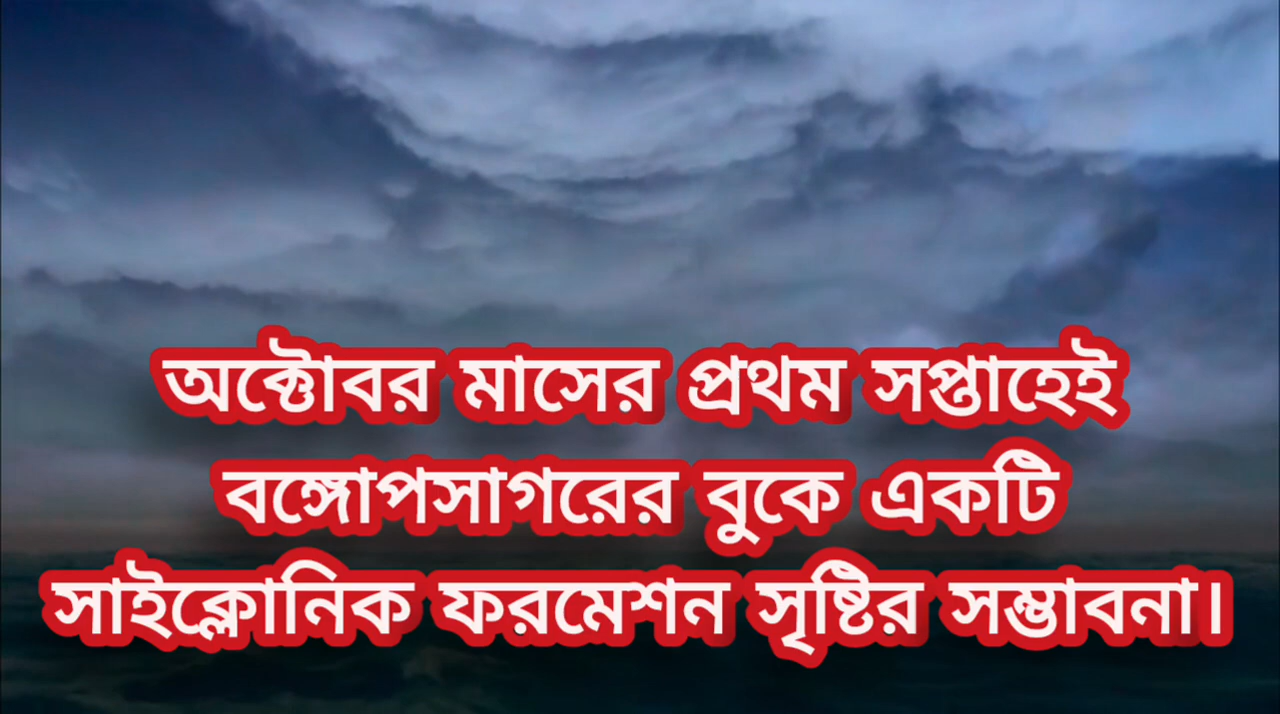 অক্টোবর মাসের প্রথম সপ্তাহেই
বঙ্গোপসাগরের বুকে একটি
সাইক্লোনিক ফরমেশন সৃষ্টির সম্ভাবনা।